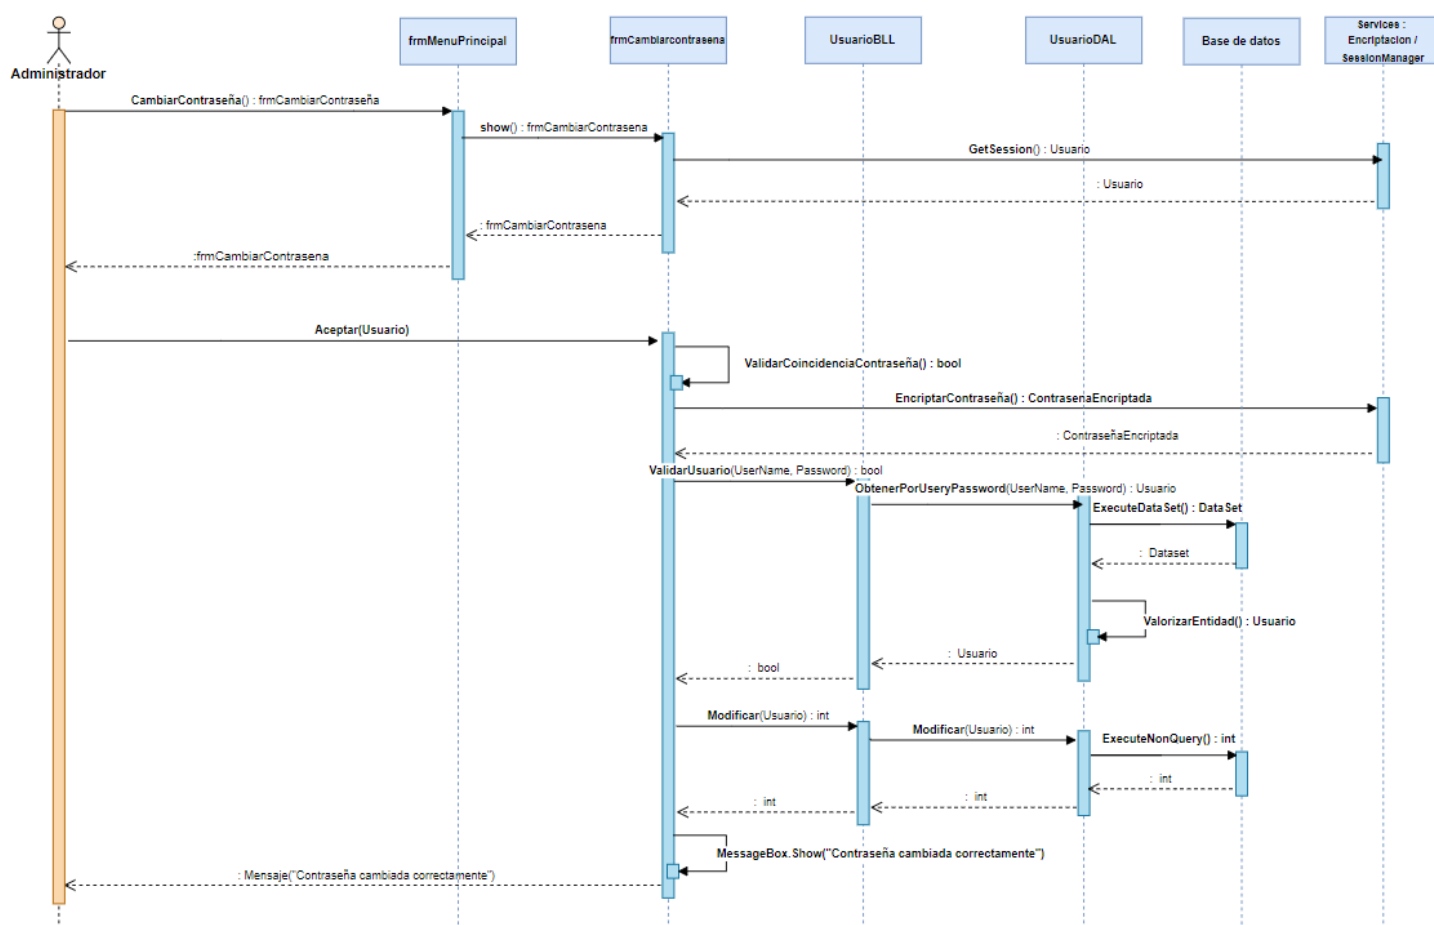 Administrador
frmMenuPrincipal
frmCambiarcontrasena
UsuarioBLL
UsuarioDAL
Base de datos
Services :
Encriptacion /
SessionManager
CambiarContraseña() : frmCambiarContraseña
show() : frmCambiarContrasena
GetSession() : Usuario
: Usuario
: frmCambiarContrasena
:frmCambiarContrasena
Aceptar(Usuario)
ValidarCoincidenciaContraseña() : bool
EncriptarContraseña() : ContrasenaEncriptada
: ContraseñaEncriptada
ValidarUsuario(UserName, Password) : bool
ObtenerPorUseryPassword(UserName, Password) : Usuario
ExecuteDataSet() : DataSet
: Dataset
ValorizarEntidad() : Usuario
: Usuario
: bool
Modificar(Usuario) : int
Modificar(Usuario) : int
ExecuteNonQuery() : int
: int
: int
: int
MessageBox.Show("Contraseña cambiada correctamente")
: Mensaje("Contraseña cambiada correctamente")